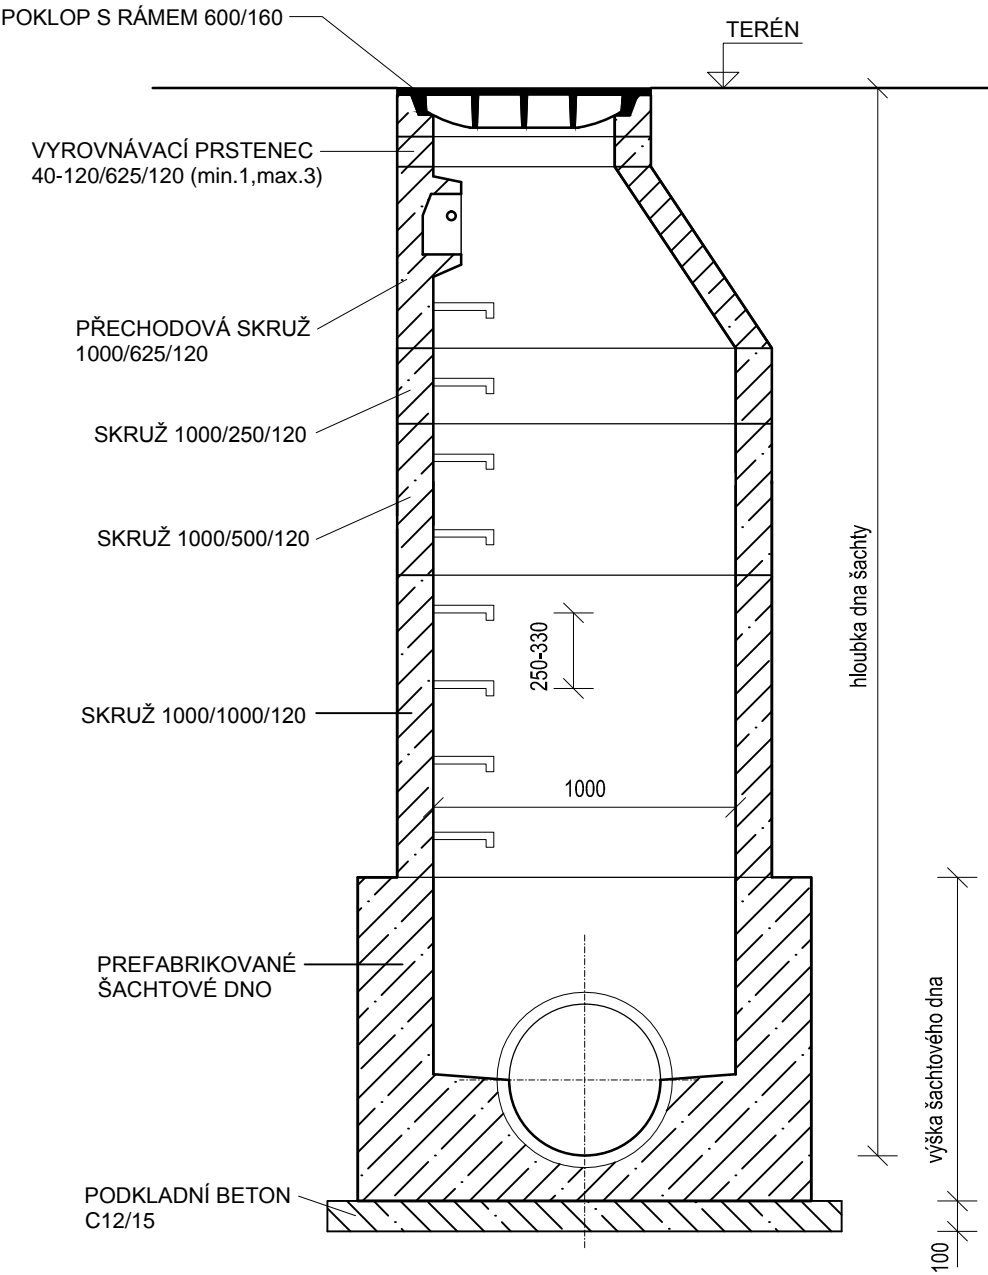 POKLOP S RÁMEM 600/160
TERÉN
VYROVNÁVACÍ PRSTENEC
40-120/625/120 (min.1,max.3)
PŘECHODOVÁ SKRUŽ
1000/625/120
SKRUŽ 1000/250/120
SKRUŽ 1000/500/120
hloubka dna šachty
250-330
SKRUŽ 1000/1000/120
1000
PREFABRIKOVANÉ
ŠACHTOVÉ DNO
výška šachtového dna
PODKLADNÍ BETON
C12/15
100